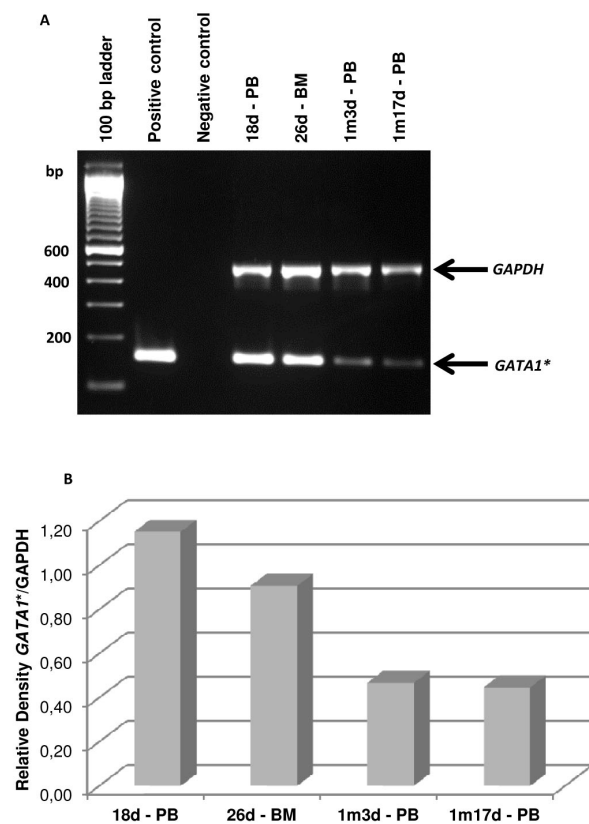 A
100 bp ladder
Positive control
Negative control
18d - PB
26d - BM
1m3d - PB
1m17d - PB
bp
600
400
200
GAPDH
GATA1*
B
Relative Density GATA1*/GAPDH
1,20
1,00
0,80
0,60
0,40
0,20
0,00
18d - PB
26d - BM
1m3d - PB
1m17d - PB